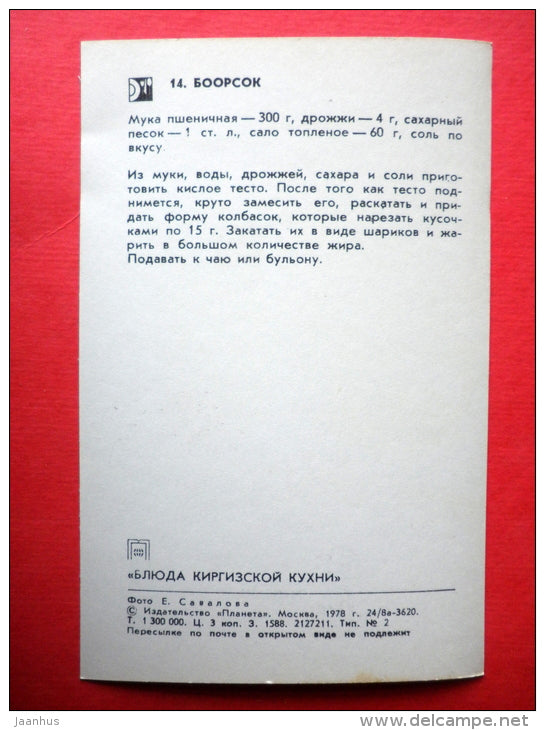 14. БООРСОК
Мука пшеничная — 300 г, дрожжи — 4 г, сахарный
песок — 1 ст. л., сало топленое — 60 г, соль по
вкусу.
Из муки, воды, дрожжей, сахара и соли приго-
товить кислое тесто. После того как тесто под-
нимется, круто замесить его, раскатать и при-
дать форму колбасок, которые нарезать кусоч-
ками по 15 г. Закатать их в виде шариков и жа-
рить в большом количестве жира.
Подавать к чаю или бульону.
«БЛЮДА КИРГИЗСКОЙ КУХНИ»
Фото Е. Савалова
© Издательство «Планета». Москва, 1978 г. 24/8а-3620.
Т. 1 300 000. Ц. 3 коп. З. 1588. 2127211. Тип. № 2
Пересылке по почте в открытом виде не подлежит
jaanhus
www.delcampe.net